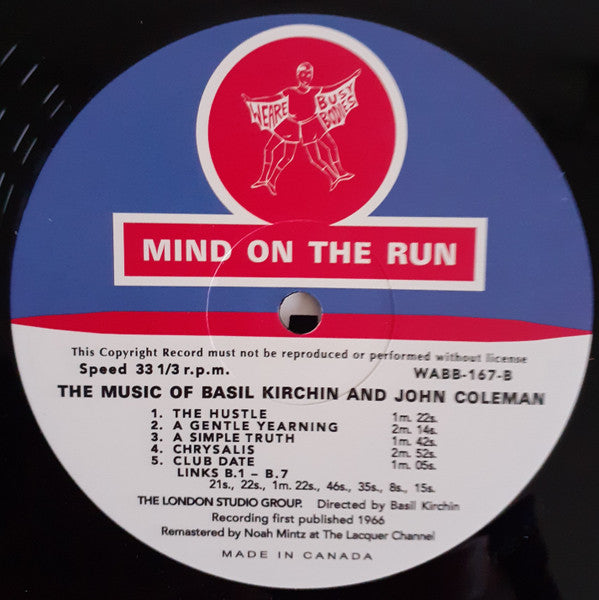 WE ARE BUSY
BODIES
MIND ON THE RUN
This Copyright Record must not be reproduced or performed without license
Speed 33 1/3 r.p.m. WABB-167-B
THE MUSIC OF BASIL KIRCHIN AND JOHN COLEMAN
1. THE HUSTLE 1m. 22s.
2. A GENTLE YEARNING 2m. 14s.
3. A SIMPLE TRUTH 1m. 42s.
4. CHRYSALIS 2m. 52s.
5. CLUB DATE 1m. 05s.
LINKS B.1 – B.7
21s., 22s., 1m. 22s., 46s., 35s., 8s., 15s.
THE LONDON STUDIO GROUP. Directed by Basil Kirchin
Recording first published 1966
Remastered by Noah Mintz at The Lacquer Channel
MADE IN CANADA